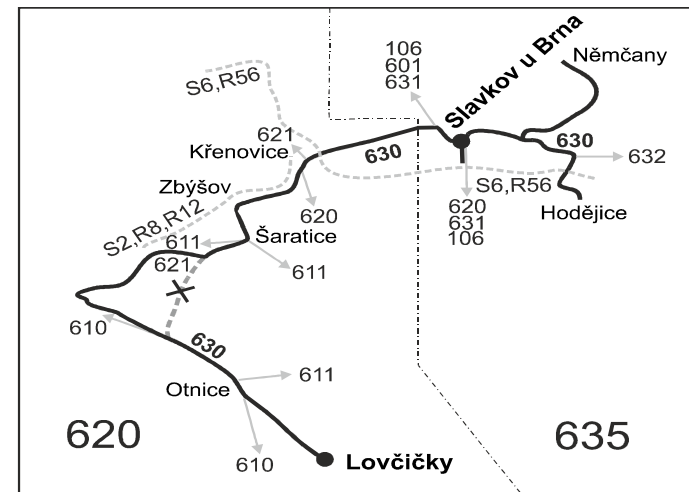 106
601
631
Slavkov u Brna
Němčany
S6,R56
621
Křenovice
630
630
632
Zbýšov
S6,R56
620
620
631
106
Hodějice
S2,R8,R12
611
Šaratice
621
611
610
630
Otnice
611
620
635
610
Lovčičky